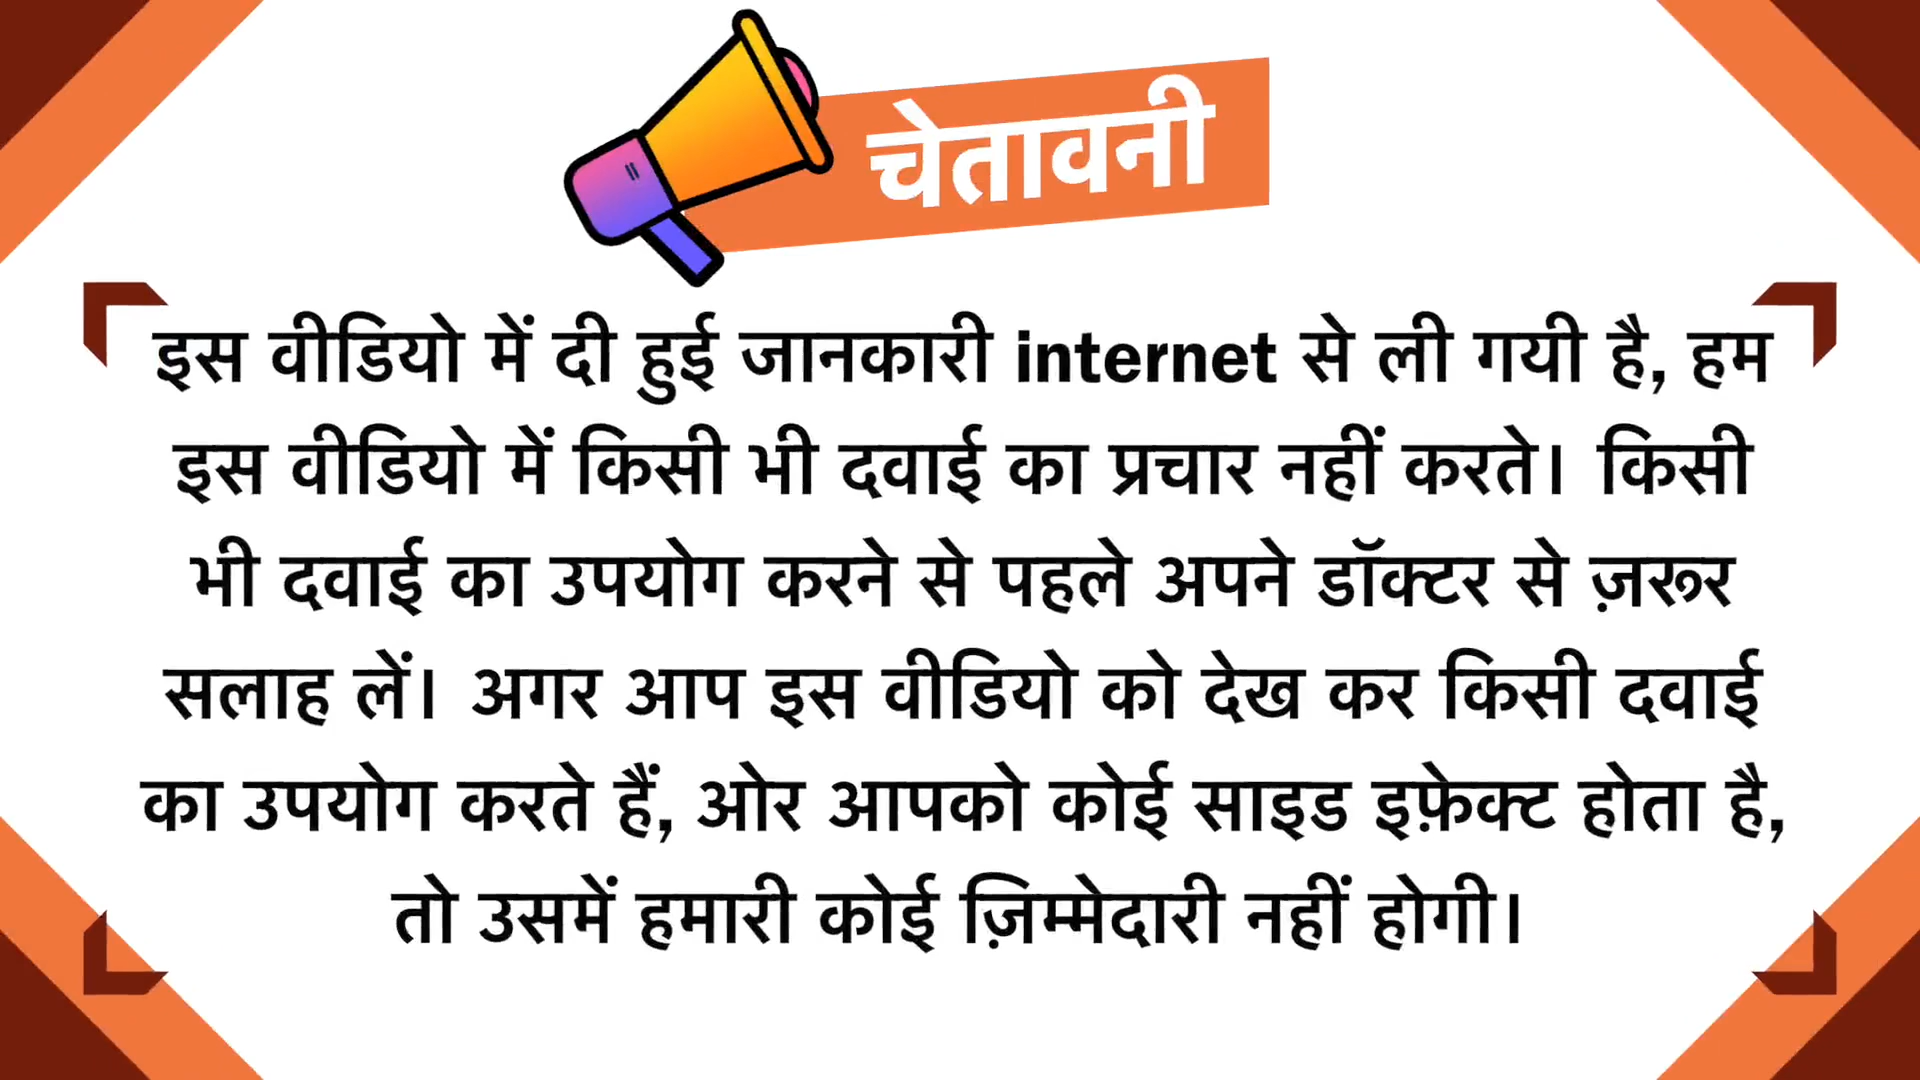 चेतावनी
इस वीडियो में दी हुई जानकारी internet से ली गयी है, हम
इस वीडियो में किसी भी दवाई का प्रचार नहीं करते। किसी
भी दवाई का उपयोग करने से पहले अपने डॉक्टर से ज़रूर
सलाह लें। अगर आप इस वीडियो को देख कर किसी दवाई
का उपयोग करते हैं, ओर आपको कोई साइड इफ़ेक्ट होता है,
तो उसमें हमारी कोई ज़िम्मेदारी नहीं होगी।